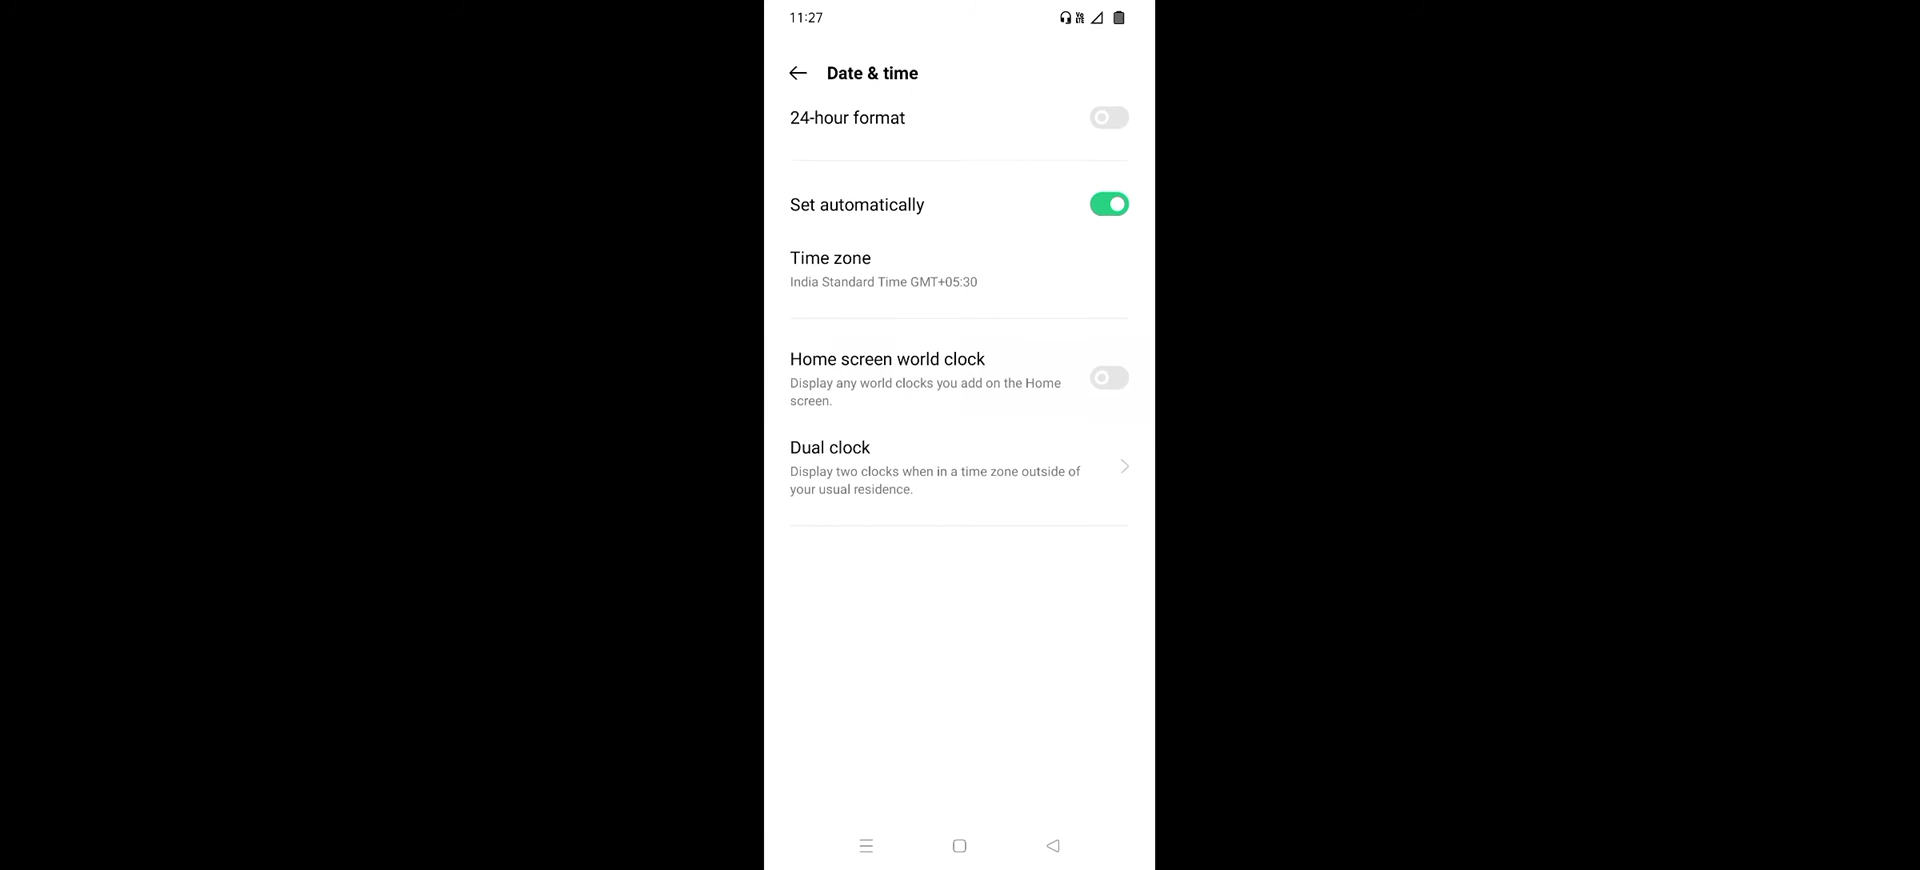 11:27
Date & time
24-hour format
Set automatically
Time zone
India Standard Time GMT+05:30
Home screen world clock
Display any world clocks you add on the Home
screen.
Dual clock
Display two clocks when in a time zone outside of
your usual residence.